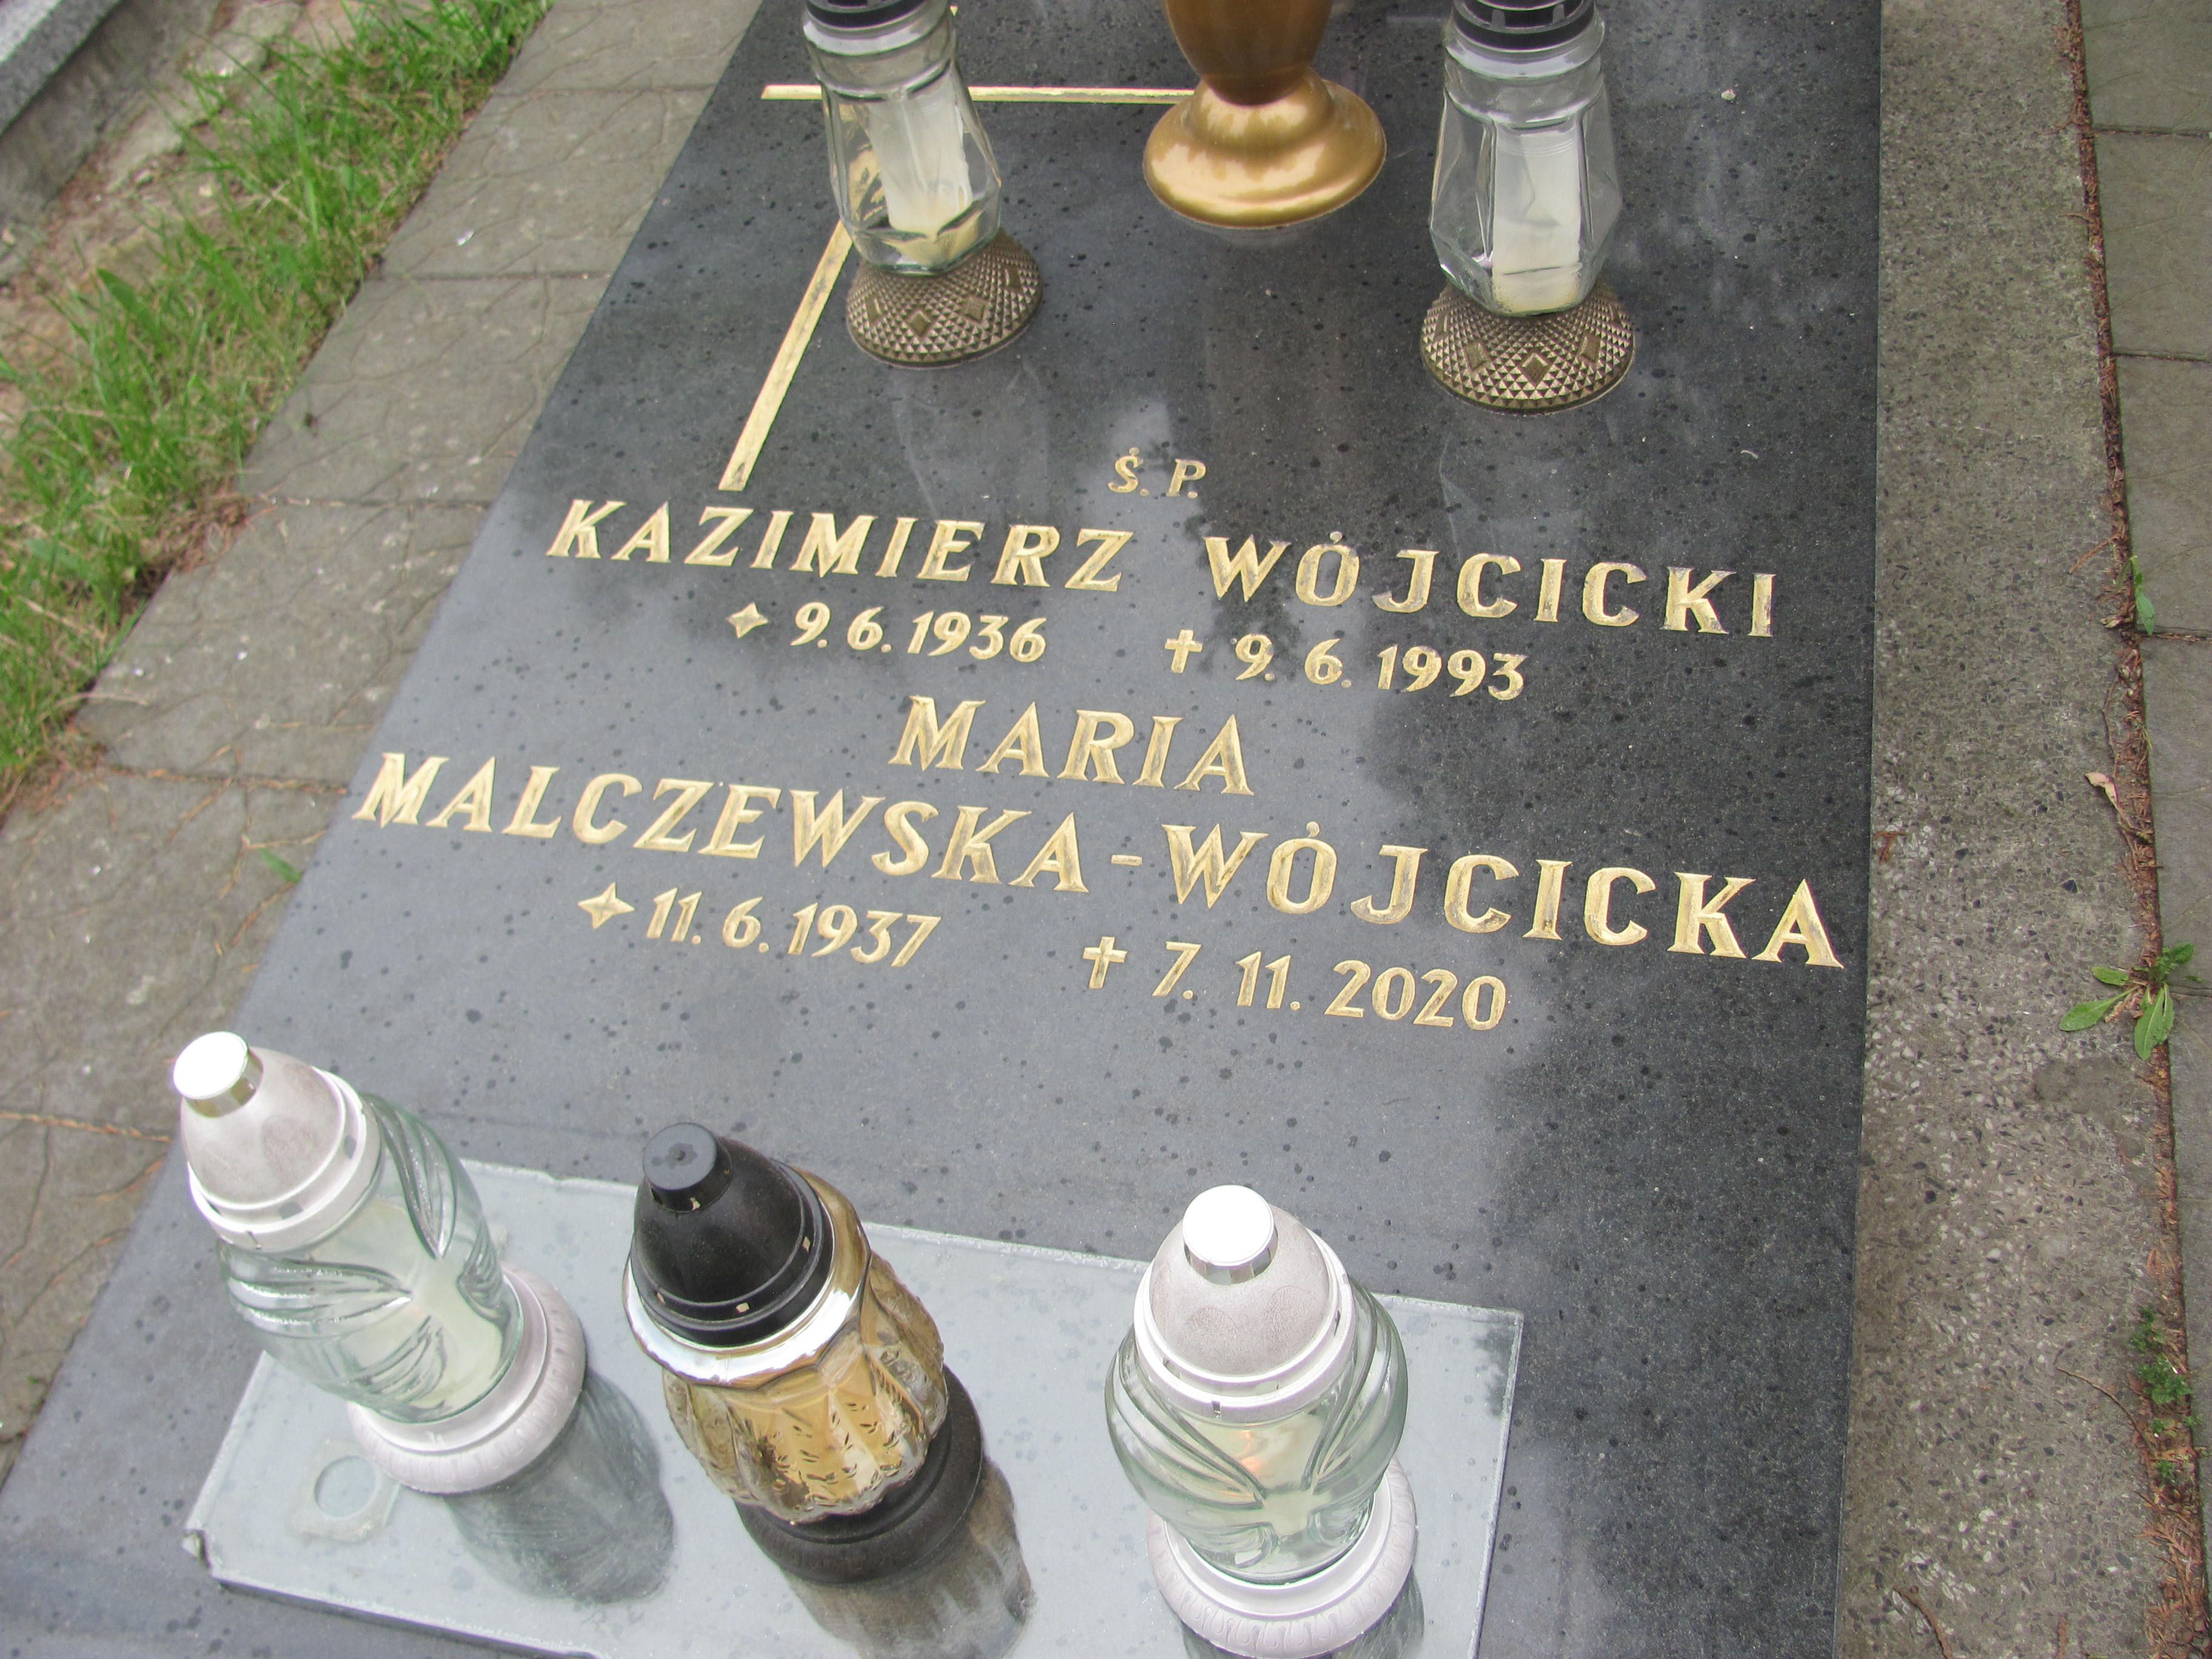 Ś. P.
KAZIMIERZ WÓJCICKI
✧ 9. 6. 1936 ✝ 9. 6. 1993
MARIA
MALCZEWSKA-WÓJCICKA
✧ 11. 6. 1937 ✝ 7. 11. 2020